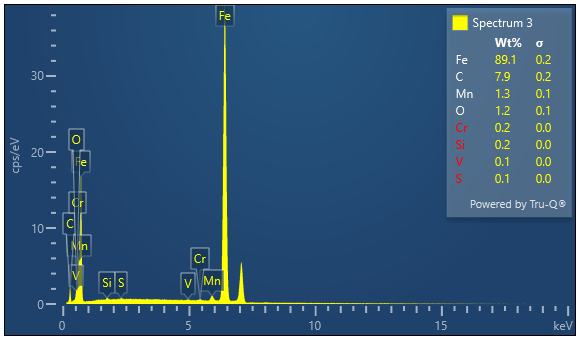 Fe
Spectrum 3
Wt% σ
Fe 89.1 0.2
C 7.9 0.2
Mn 1.3 0.1
O 1.2 0.1
Cr 0.2 0.0
Si 0.2 0.0
V 0.1 0.0
S 0.1 0.0
Powered by Tru-Q®
cps/eV
30
20
10
0
O
Fe
Cr
C
Mn
V
Si
S
V
Cr
Mn
0 5 10 15 keV